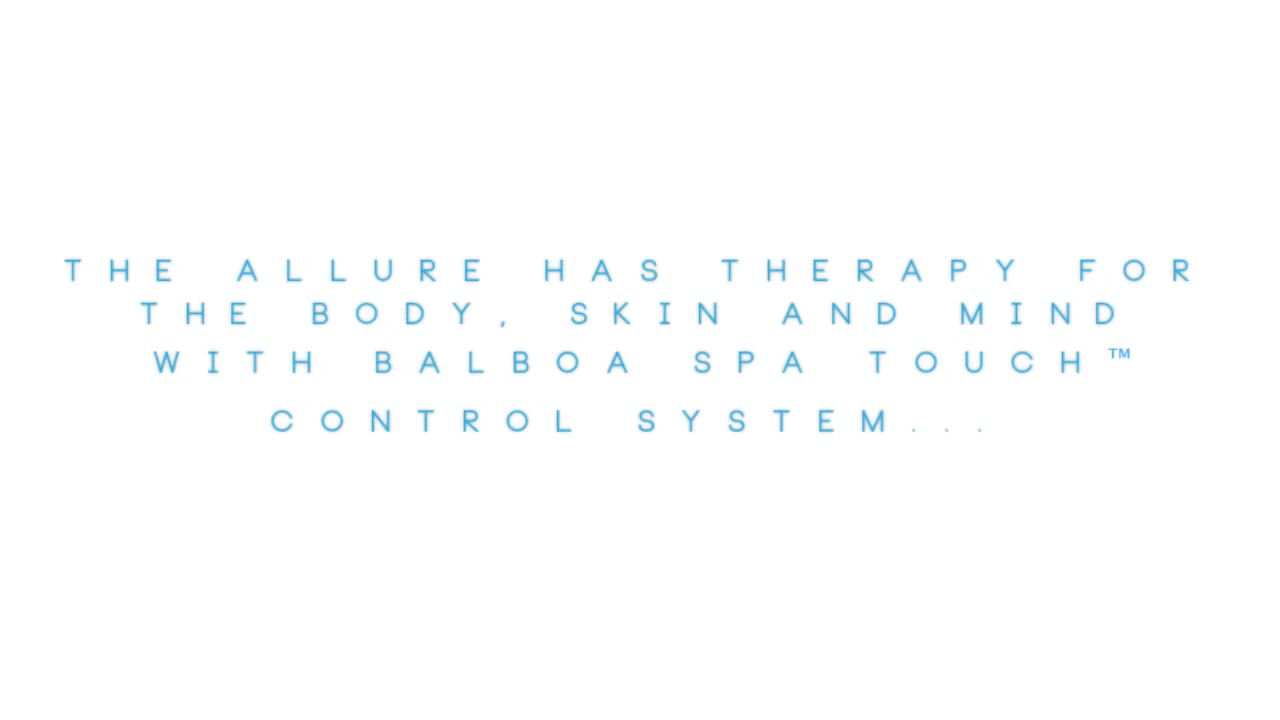 THE ALLURE HAS THERAPY FOR
THE BODY, SKIN AND MIND
WITH BALBOA SPA TOUCH™
CONTROL SYSTEM...